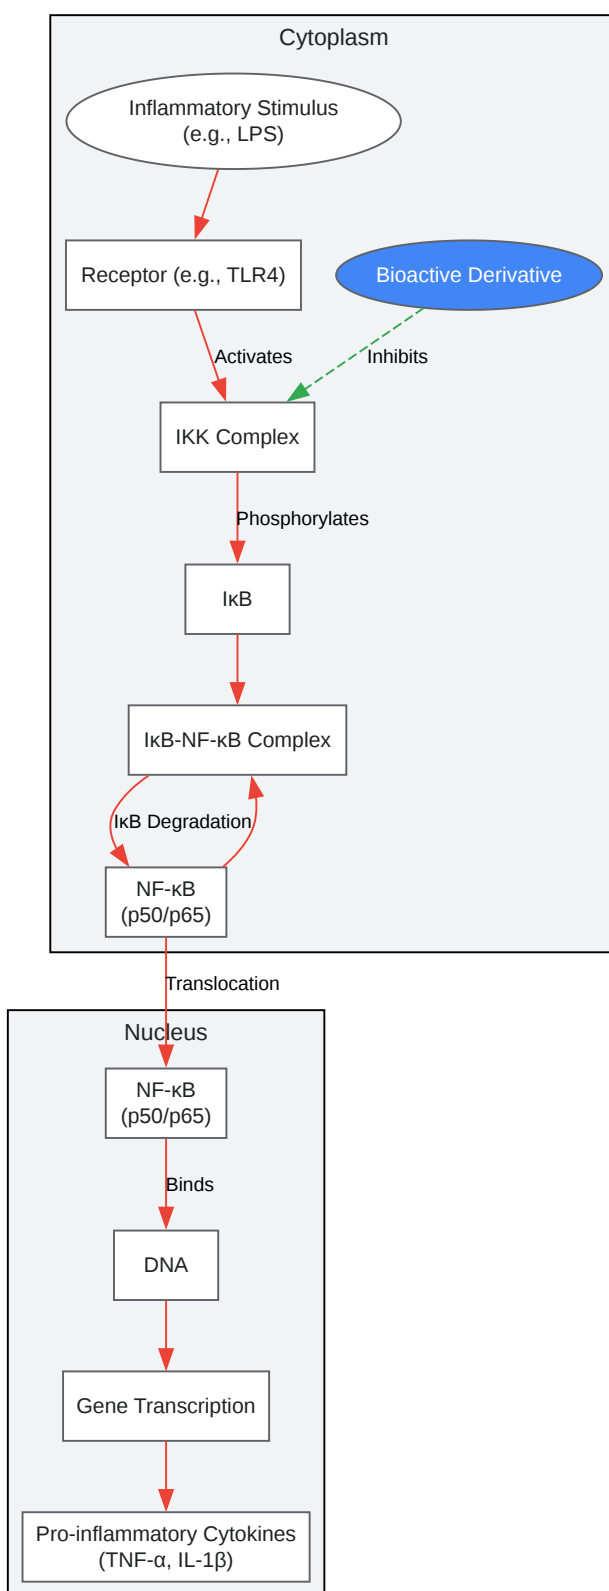 Cytoplasm
Inflammatory Stimulus
(e.g., LPS)
Receptor (e.g., TLR4)
Bioactive Derivative
Activates
Inhibits
IKK Complex
Phosphorylates
IκB
IκB-NF-κB Complex
IκB Degradation
NF-κB
(p50/p65)
Translocation
Nucleus
NF-κB
(p50/p65)
Binds
DNA
Gene Transcription
Pro-inflammatory Cytokines
(TNF-α, IL-1β)